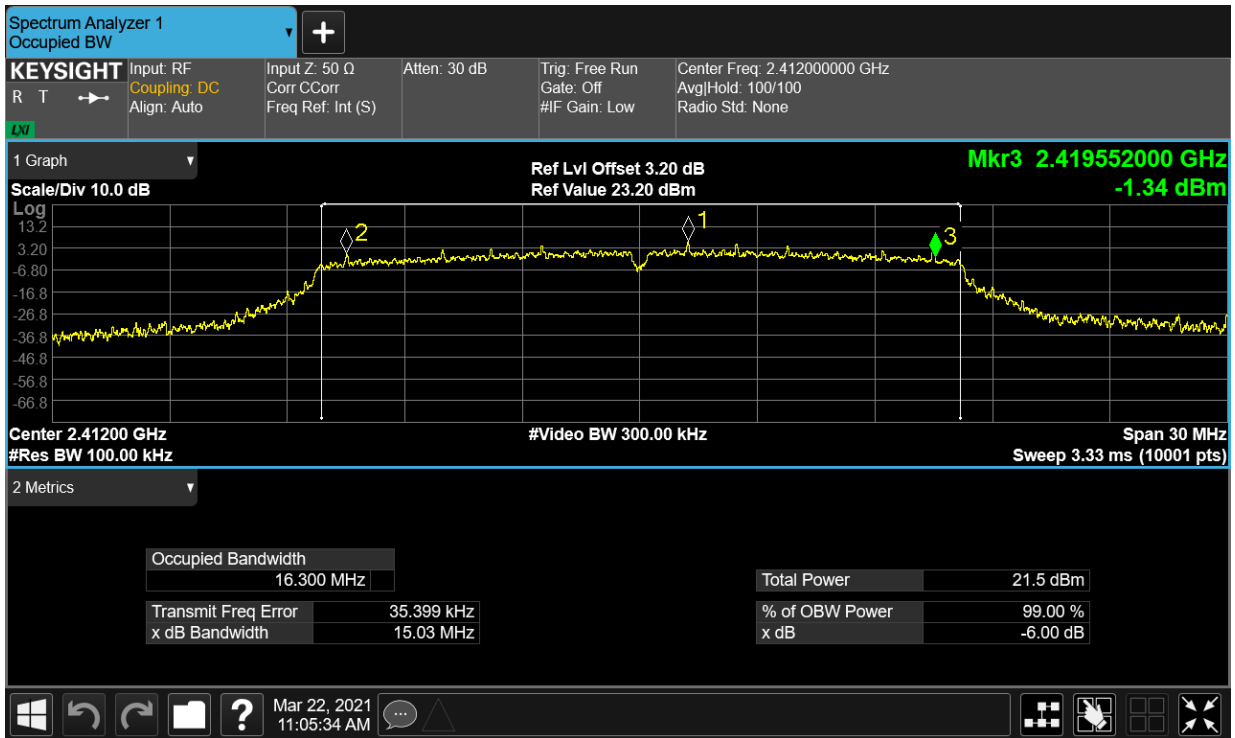 Spectrum Analyzer 1
Occupied BW
▼
+
KEYSIGHT
R T
LXI
Input: RF
Coupling: DC
Align: Auto
Input Z: 50 Ω
Corr CCorr
Freq Ref: Int (S)
Atten: 30 dB
Trig: Free Run
Gate: Off
#IF Gain: Low
Center Freq: 2.412000000 GHz
Avg|Hold: 100/100
Radio Std: None
1 Graph ▼
Scale/Div 10.0 dB
Ref Lvl Offset 3.20 dB
Ref Value 23.20 dBm
Mkr3 2.419552000 GHz
-1.34 dBm
Log
13.2
3.20
-6.80
-16.8
-26.8
-36.8
-46.8
-56.8
-66.8
2
1
3
Center 2.41200 GHz
#Res BW 100.00 kHz
#Video BW 300.00 kHz
Span 30 MHz
Sweep 3.33 ms (10001 pts)
2 Metrics ▼
Occupied Bandwidth
16.300 MHz
Transmit Freq Error 35.399 kHz
x dB Bandwidth 15.03 MHz
Total Power 21.5 dBm
% of OBW Power 99.00 %
x dB -6.00 dB
?
Mar 22, 2021
11:05:34 AM
...